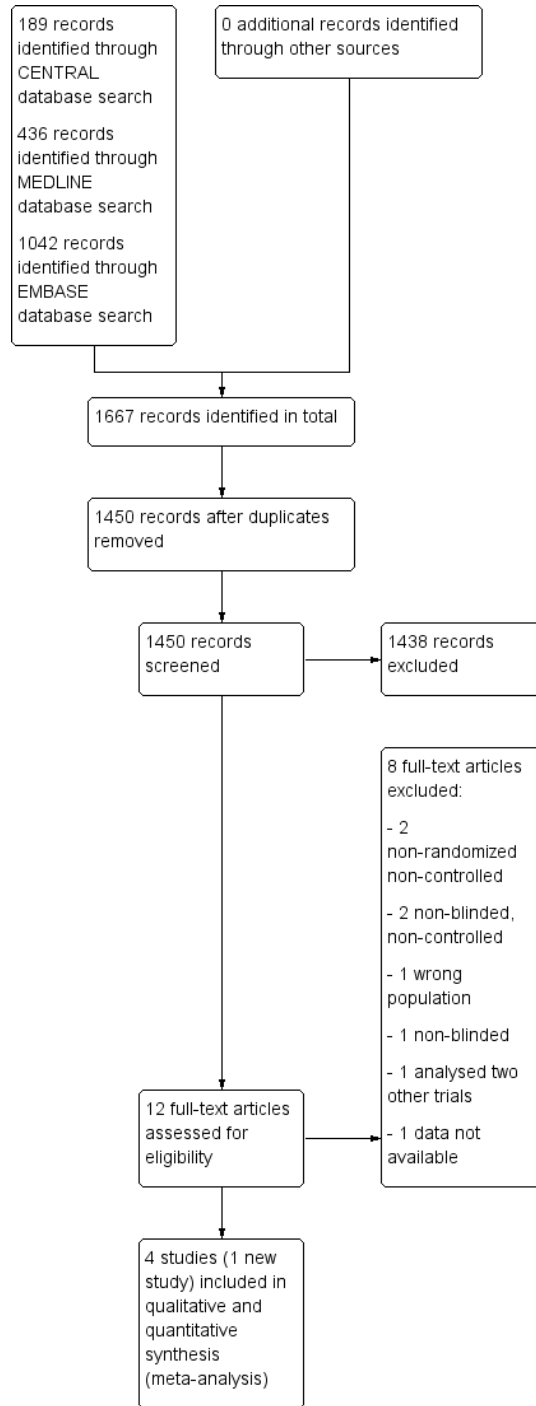 189 records
identified through
CENTRAL
database search
436 records
identified through
MEDLINE
database search
1042 records
identified through
EMBASE
database search
0 additional records identified
through other sources
1667 records identified in total
1450 records after duplicates
removed
1450 records
screened
1438 records
excluded
8 full-text articles
excluded:
- 2
non-randomized
non-controlled
- 2 non-blinded,
non-controlled
- 1 wrong
population
- 1 non-blinded
- 1 analysed two
other trials
- 1 data not
available
12 full-text articles
assessed for
eligibility
4 studies (1 new
study) included in
qualitative and
quantitative
synthesis
(meta-analysis)